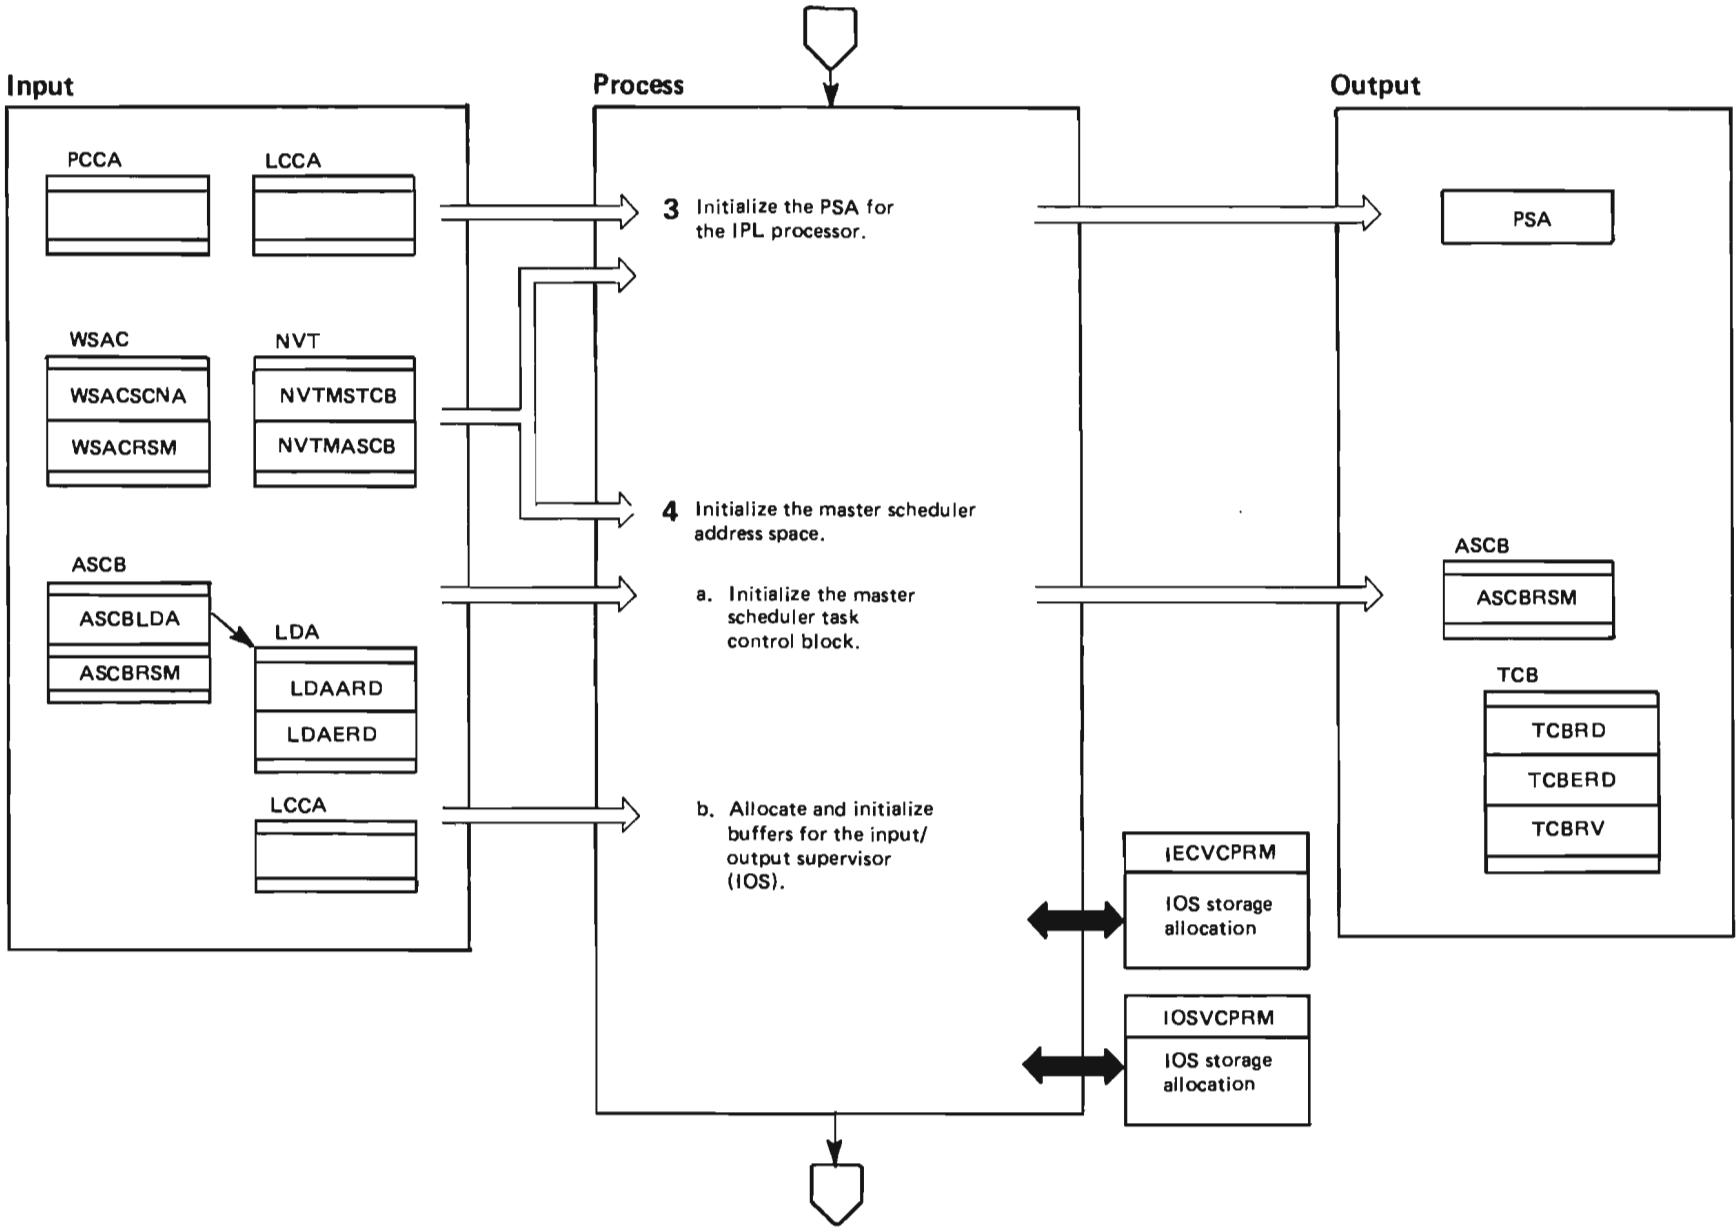 Input
Process
Output
PCCA
LCCA
WSAC
WSACSCNA
WSACRSM
NVT
NVTMSTCB
NVTMASCB
ASCB
ASCBLDA
ASCBRSM
LDA
LDAARD
LDAERD
LCCA
3 Initialize the PSA for
the IPL processor.
4 Initialize the master scheduler
address space.
a. Initialize the master
scheduler task
control block.
b. Allocate and initialize
buffers for the input/
output supervisor
(IOS).
IECVCPRM
IOS storage
allocation
IOSVCPRM
IOS storage
allocation
PSA
ASCB
ASCBRSM
TCB
TCBRD
TCBERD
TCBRV